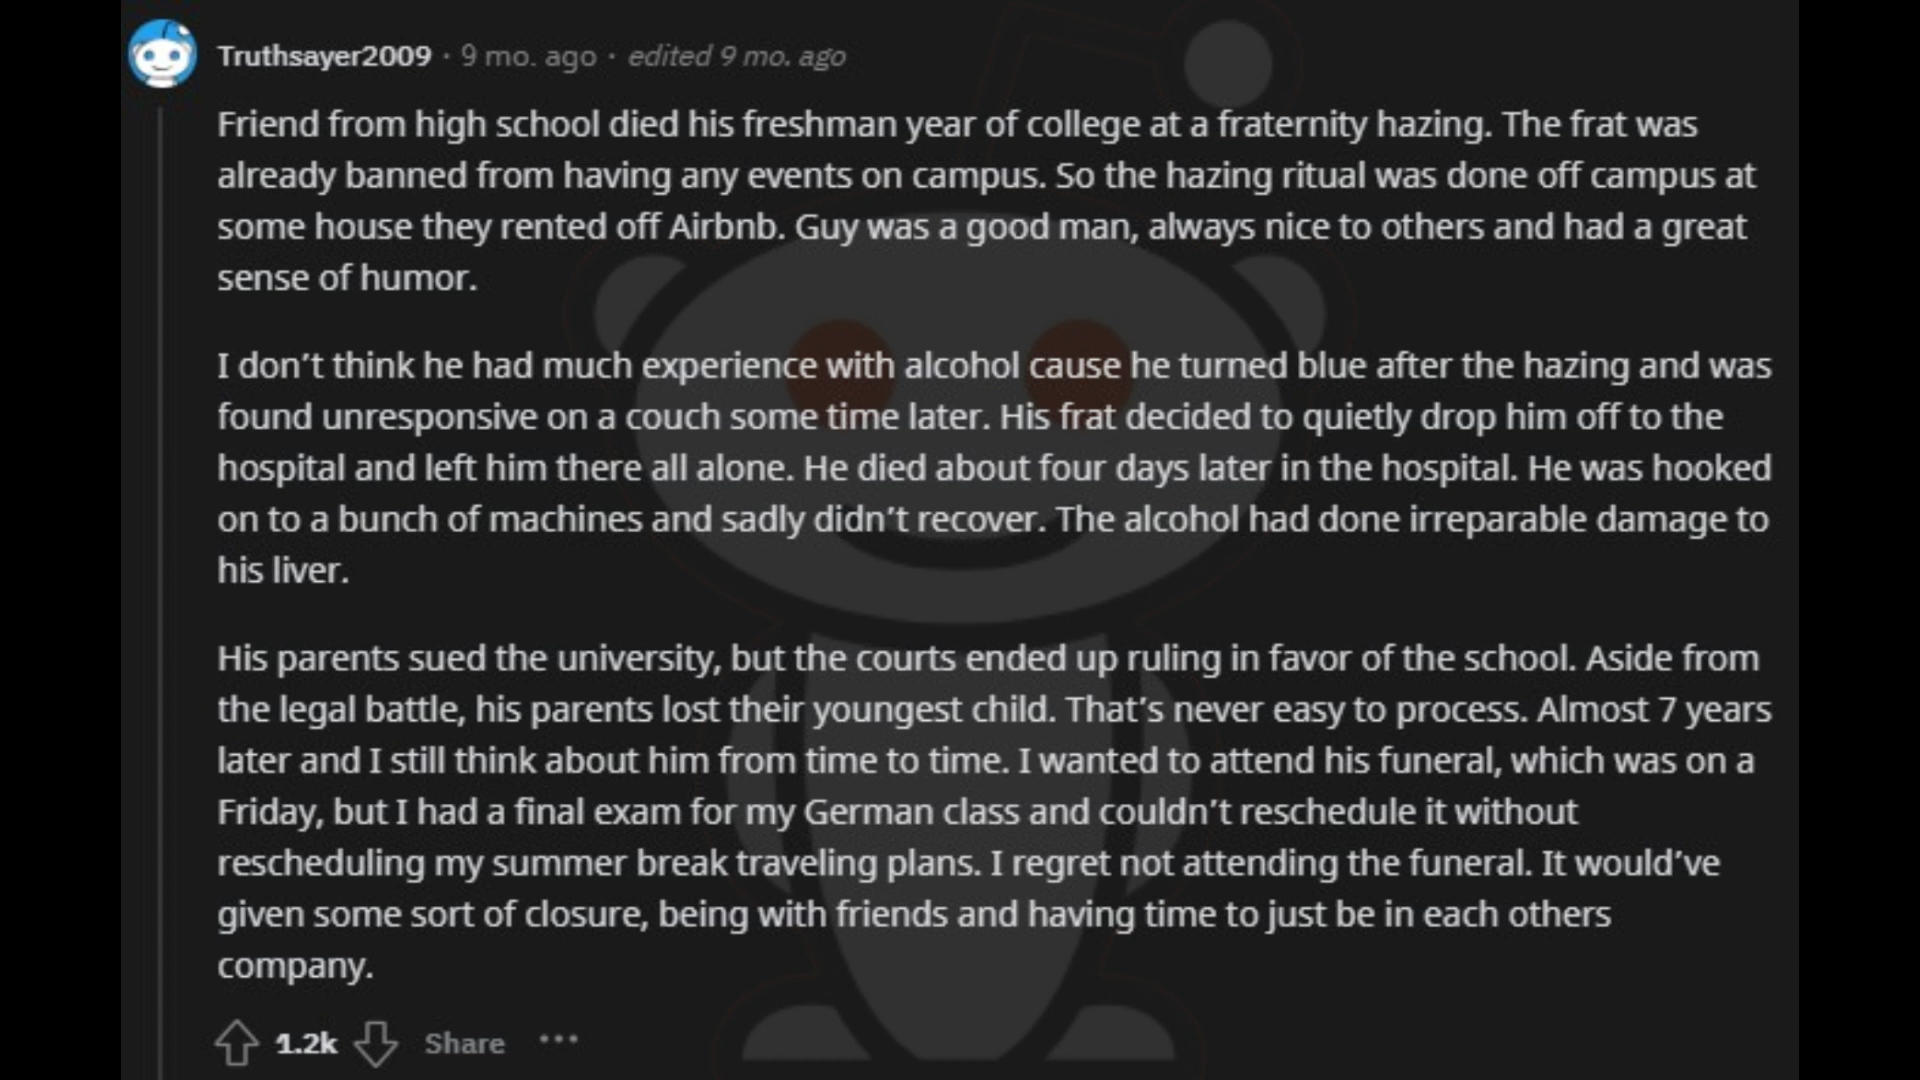 Truthsayer2009 · 9 mo. ago · edited 9 mo. ago
Friend from high school died his freshman year of college at a fraternity hazing. The frat was
already banned from having any events on campus. So the hazing ritual was done off campus at
some house they rented off Airbnb. Guy was a good man, always nice to others and had a great
sense of humor.
I don’t think he had much experience with alcohol cause he turned blue after the hazing and was
found unresponsive on a couch some time later. His frat decided to quietly drop him off to the
hospital and left him there all alone. He died about four days later in the hospital. He was hooked
on to a bunch of machines and sadly didn’t recover. The alcohol had done irreparable damage to
his liver.
His parents sued the university, but the courts ended up ruling in favor of the school. Aside from
the legal battle, his parents lost their youngest child. That’s never easy to process. Almost 7 years
later and I still think about him from time to time. I wanted to attend his funeral, which was on a
Friday, but I had a final exam for my German class and couldn’t reschedule it without
rescheduling my summer break traveling plans. I regret not attending the funeral. It would’ve
given some sort of closure, being with friends and having time to just be in each others
company.
1.2k Share ···